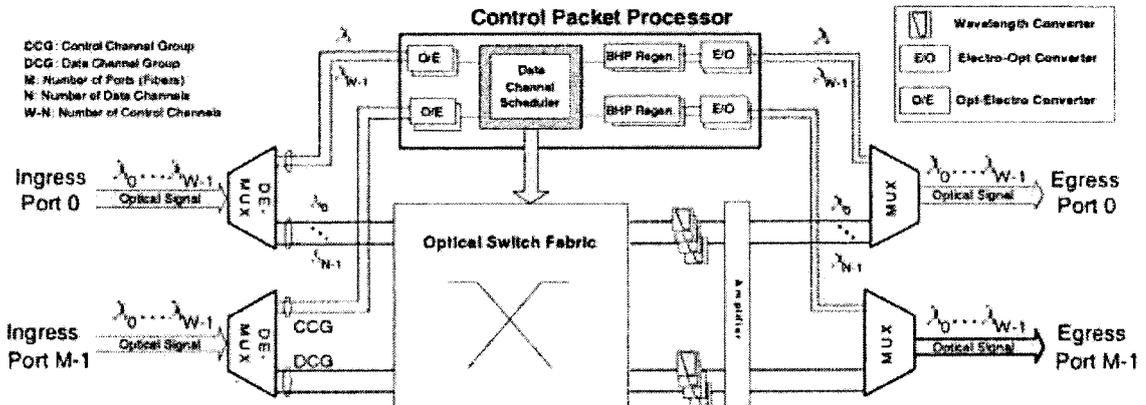 Control Packet Processor
CCG: Control Channel Group
DCG: Data Channel Group
M: Number of Ports (Fibers)
N: Number of Data Channels
W-N: Number of Control Channels
λ
λW-1
O/E
O/E
Data
Channel
Scheduler
BHP Regen.
BHP Regen.
E/O
E/O
λ
λW-1
Wavelength Converter
E/O
Electro-Opt Converter
O/E
Opt-Electro Converter
Ingress
Port 0
λ0....λW-1
Optical Signal
DE-
MUX
λ0
λN-1
Optical Switch Fabric
Amplifier
λ0
λN-1
MUX
λ0....λW-1
Optical Signal
Egress
Port 0
Ingress
Port M-1
λ0....λW-1
Optical Signal
DE-
MUX
CCG
DCG
MUX
λ0....λW-1
Optical Signal
Egress
Port M-1